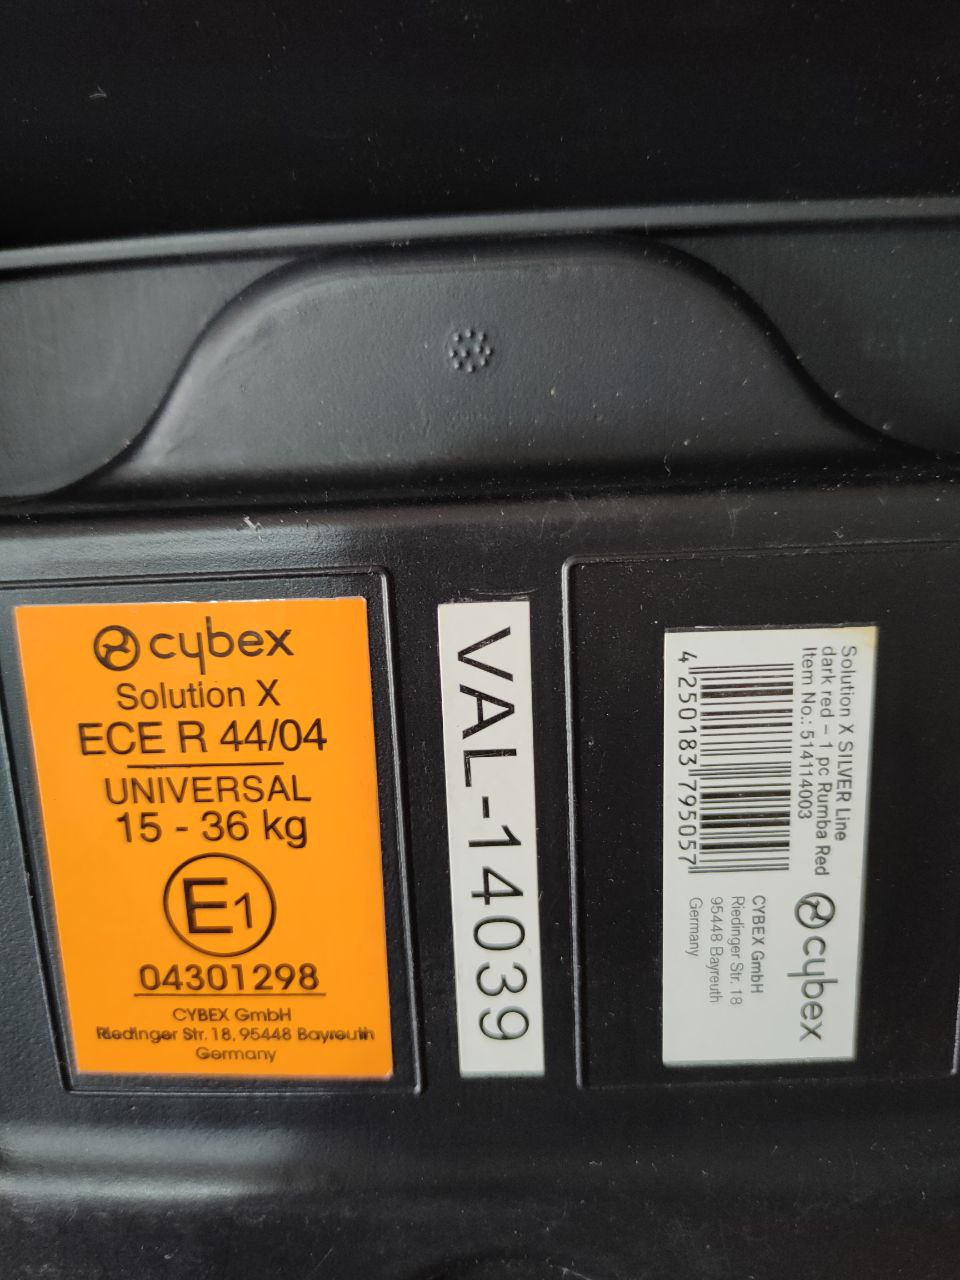 cybex
Solution X
ECE R 44/04
UNIVERSAL
15 - 36 kg
E1
04301298
CYBEX GmbH
Riedinger Str. 18, 95448 Bayreuth
Germany
VAL-14039
Solution X SILVER Line
dark red – 1 pc Rumba Red
Item No.: 514114003
4 250183 795057
cybex
CYBEX GmbH
Riedinger Str. 18
95448 Bayreuth
Germany